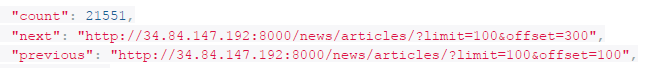 "count": 21551,
"next": "http://34.84.147.192:8000/news/articles/?limit=100&offset=300",
"previous": "http://34.84.147.192:8000/news/articles/?limit=100&offset=100",